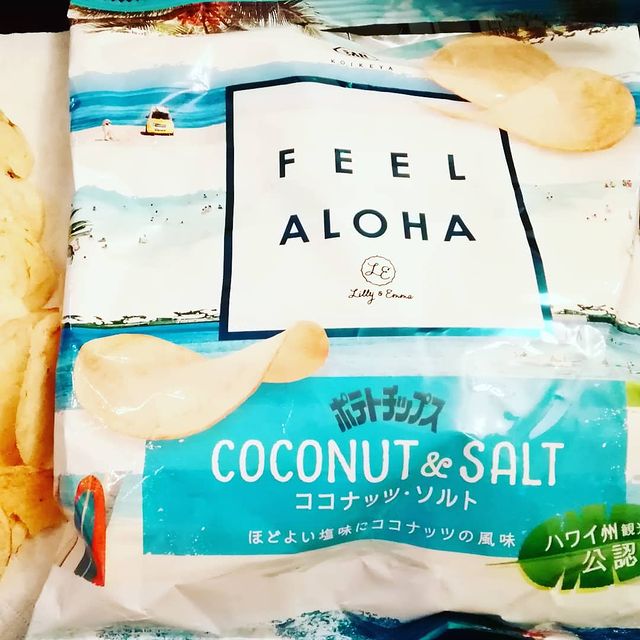 KOIKEYA
FEEL
ALOHA
LE
Lilly & Emma
ポテトチップス
COCONUT & SALT
ココナッツ・ソルト
ほどよい塩味にココナッツの風味
ハワイ州観
公認